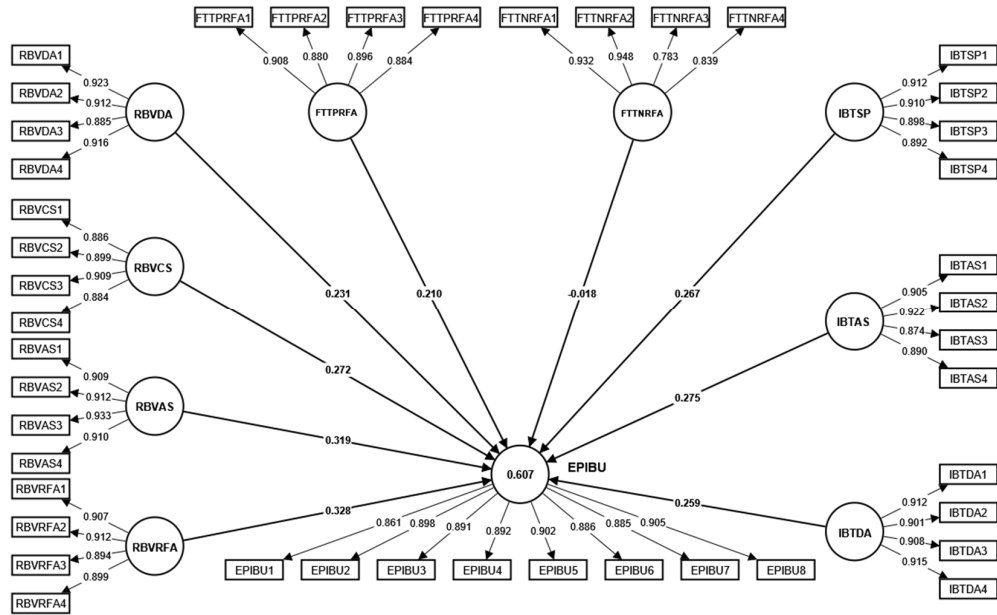 FTTPRFA1
FTTPRFA2
FTTPRFA3
FTTPRFA4
0.908
0.880
0.896
0.884
FTTPRFA
0.210
FTTNRFA1
FTTNRFA2
FTTNRFA3
FTTNRFA4
0.932
0.948
0.783
0.839
FTTNRFA
-0.018
RBVDA1
RBVDA2
RBVDA3
RBVDA4
0.923
0.912
0.885
0.916
RBVDA
0.231
RBVCS1
RBVCS2
RBVCS3
RBVCS4
0.886
0.899
0.909
0.884
RBVCS
0.272
RBVAS1
RBVAS2
RBVAS3
RBVAS4
0.909
0.912
0.933
0.910
RBVAS
0.319
RBVRFA1
RBVRFA2
RBVRFA3
RBVRFA4
0.907
0.912
0.894
0.899
RBVRFA
0.328
IBTSP1
IBTSP2
IBTSP3
IBTSP4
0.912
0.910
0.898
0.892
IBTSP
0.267
IBTAS1
IBTAS2
IBTAS3
IBTAS4
0.905
0.922
0.874
0.890
IBTAS
0.275
IBTDA1
IBTDA2
IBTDA3
IBTDA4
0.912
0.901
0.908
0.915
IBTDA
0.259
0.607
EPIBU
0.861
0.898
0.891
0.892
0.902
0.886
0.885
0.905
EPIBU1
EPIBU2
EPIBU3
EPIBU4
EPIBU5
EPIBU6
EPIBU7
EPIBU8